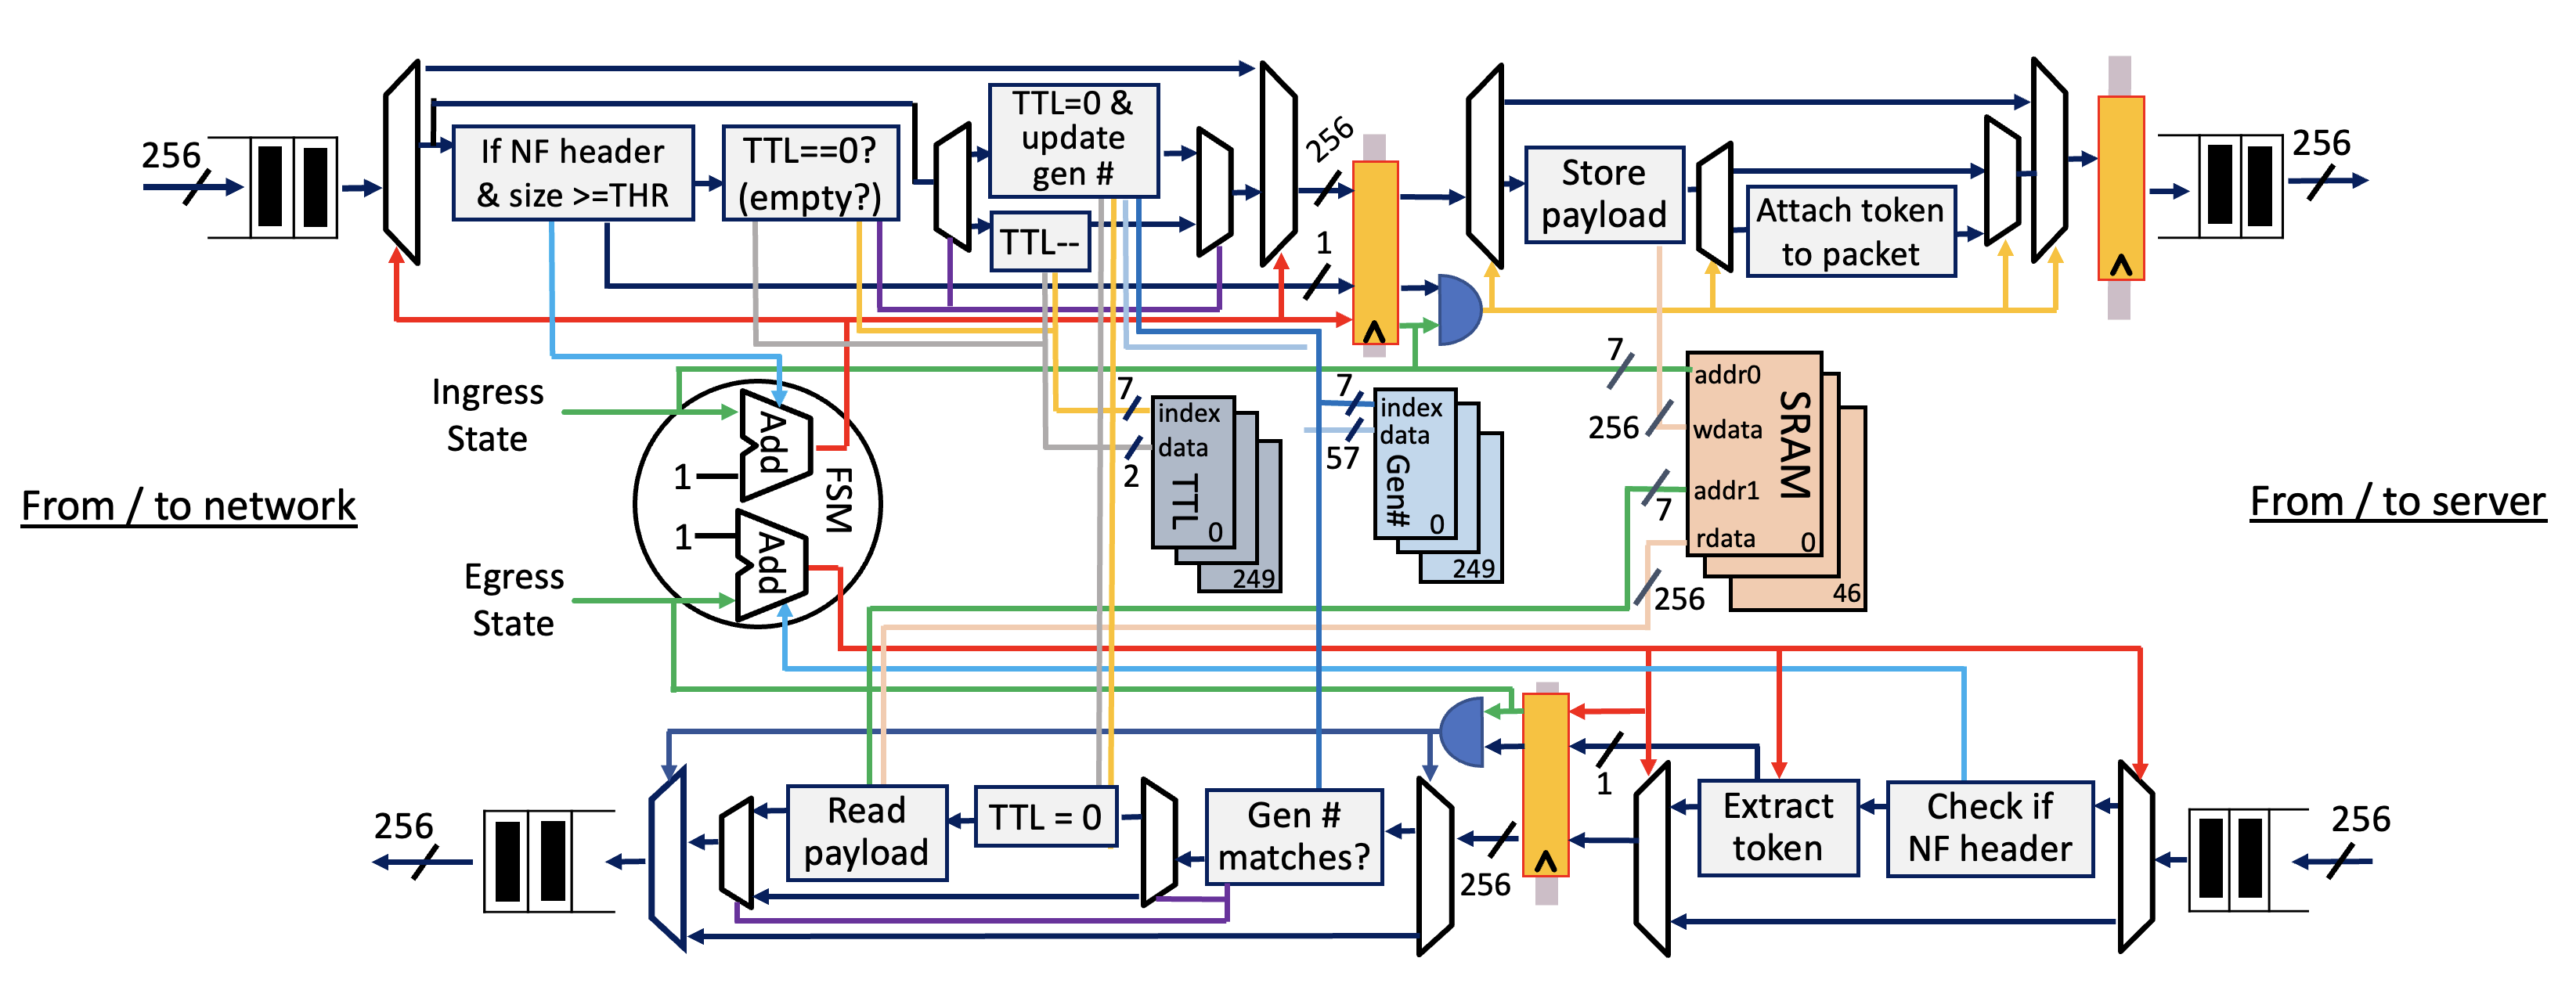 256
If NF header
& size >=THR
TTL==0?
(empty?)
TTL=0 &
update
gen #
TTL--
256
1
Store
payload
Attach token
to packet
256
Ingress
State
Add
1
FSM
1
Add
Egress
State
From / to network
7
index
data
2
TTL
0
249
7
index
data
57
Gen#
0
249
7
addr0
256
wdata
addr1
7
rdata
256
SRAM
0
46
From / to server
256
Read
payload
TTL = 0
Gen #
matches?
256
1
Extract
token
Check if
NF header
256